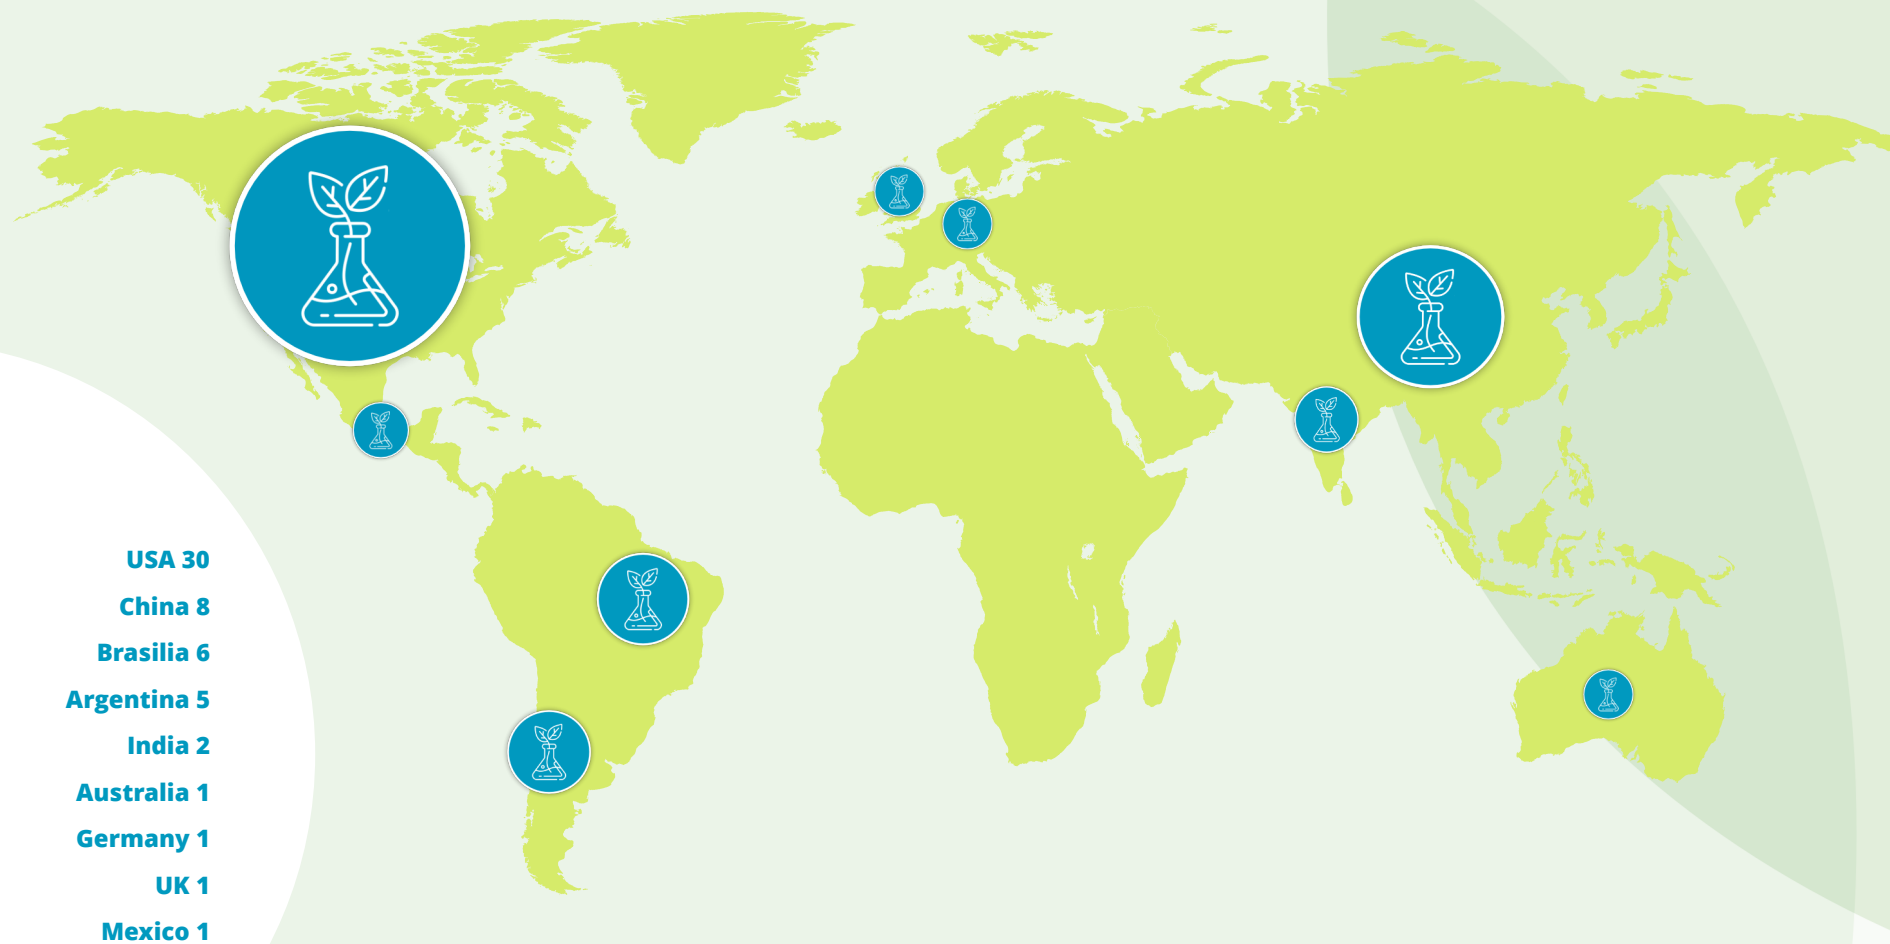 USA 30
China 8
Brasilia 6
Argentina 5
India 2
Australia 1
Germany 1
UK 1
Mexico 1